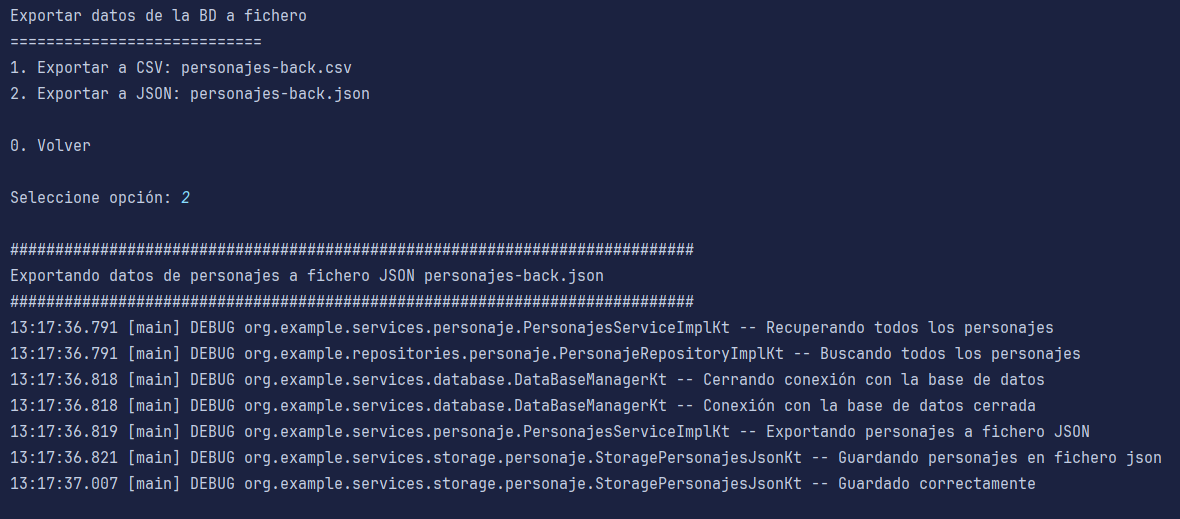 Exportar datos de la BD a fichero
============================
1. Exportar a CSV: personajes-back.csv
2. Exportar a JSON: personajes-back.json
0. Volver
Seleccione opción: 2
############################################################################
Exportando datos de personajes a fichero JSON personajes-back.json
############################################################################
13:17:36.791 [main] DEBUG org.example.services.personaje.PersonajesServiceImplKt -- Recuperando todos los personajes
13:17:36.791 [main] DEBUG org.example.repositories.personaje.PersonajeRepositoryImplKt -- Buscando todos los personajes
13:17:36.818 [main] DEBUG org.example.services.database.DataBaseManagerKt -- Cerrando conexión con la base de datos
13:17:36.818 [main] DEBUG org.example.services.database.DataBaseManagerKt -- Conexión con la base de datos cerrada
13:17:36.819 [main] DEBUG org.example.services.personaje.PersonajesServiceImplKt -- Exportando personajes a fichero JSON
13:17:36.821 [main] DEBUG org.example.services.storage.personaje.StoragePersonajesJsonKt -- Guardando personajes en fichero json
13:17:37.007 [main] DEBUG org.example.services.storage.personaje.StoragePersonajesJsonKt -- Guardado correctamente